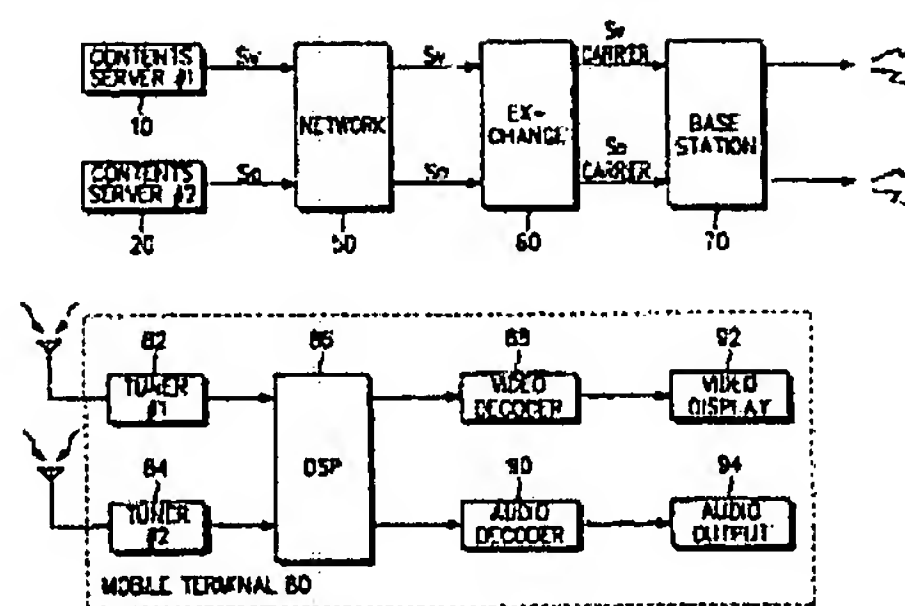 CONTENTS
SERVER #1
10
Sv
NETWORK
50
Sv
EX-
CHANGE
60
Sv
CARRIER
BASE
STATION
70
CONTENTS
SERVER #2
20
Sa
Sa
Sa
CARRIER
82
TUNER
#1
86
DSP
88
VIDEO
DECODER
92
VIDEO
DISPLAY
84
TUNER
#2
90
AUDIO
DECODER
94
AUDIO
OUTPUT
MOBILE TERMINAL 80